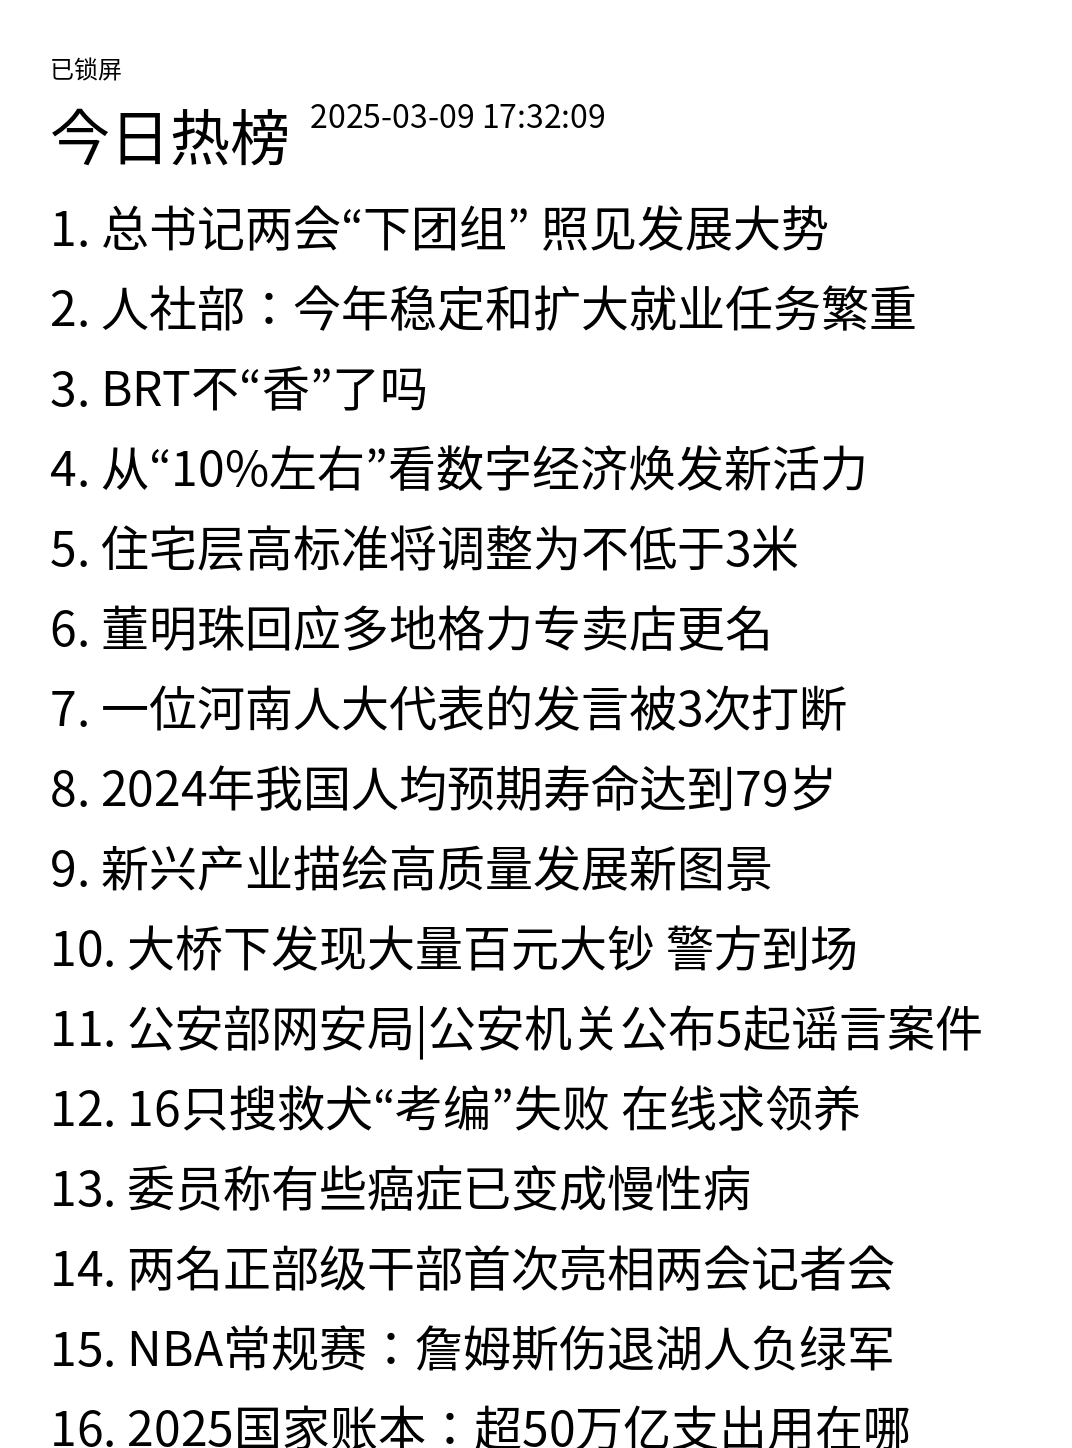 已锁屏
今日热榜 2025-03-09 17:32:09
1. 总书记两会“下团组” 照见发展大势
2. 人社部：今年稳定和扩大就业任务繁重
3. BRT不“香”了吗
4. 从“10%左右”看数字经济焕发新活力
5. 住宅层高标准将调整为不低于3米
6. 董明珠回应多地格力专卖店更名
7. 一位河南人大代表的发言被3次打断
8. 2024年我国人均预期寿命达到79岁
9. 新兴产业描绘高质量发展新图景
10. 大桥下发现大量百元大钞 警方到场
11. 公安部网安局|公安机关公布5起谣言案件
12. 16只搜救犬“考编”失败 在线求领养
13. 委员称有些癌症已变成慢性病
14. 两名正部级干部首次亮相两会记者会
15. NBA常规赛：詹姆斯伤退湖人负绿军
16. 2025国家账本：超50万亿支出用在哪